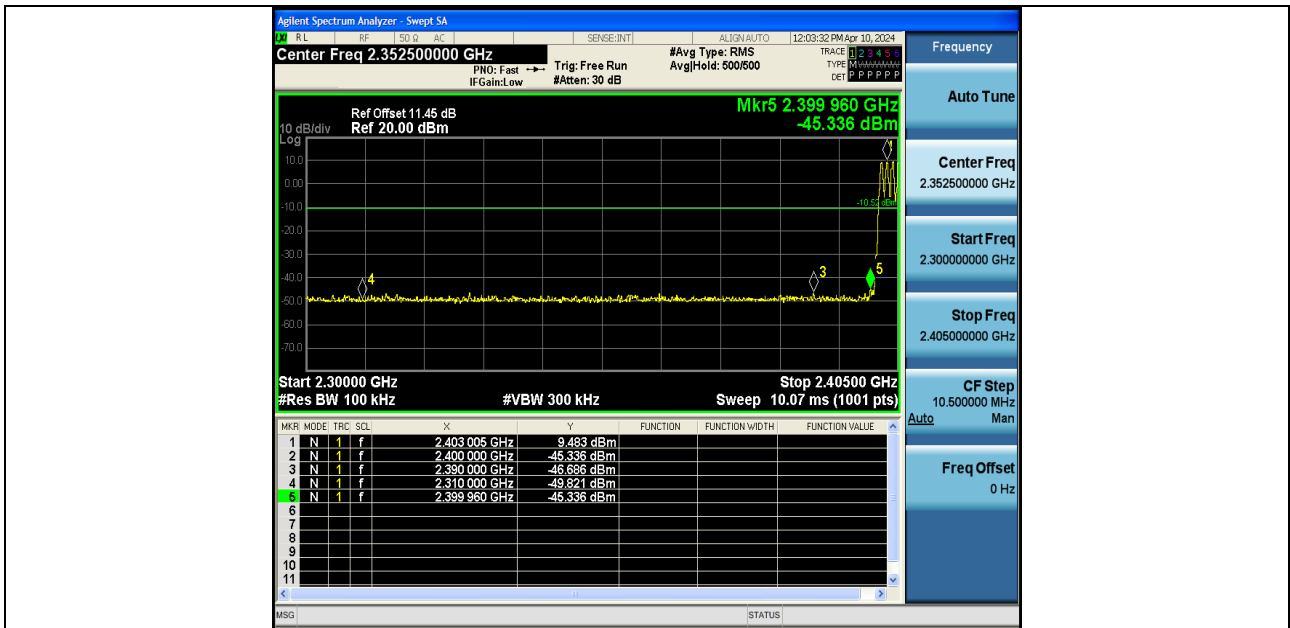 Agilent Spectrum Analyzer - Swept SA
RL RF 50 Ω AC SENSE:INT ALIGN AUTO 12:03:32 PM Apr 10, 2024
Center Freq 2.352500000 GHz
PNO: Fast
IFGain:Low
Trig: Free Run
#Atten: 30 dB
#Avg Type: RMS
Avg|Hold: 500/500
TRACE 1 2 3 4 5 6
TYPE M
DET P P P P P P
Ref Offset 11.45 dB
10 dB/div Ref 20.00 dBm
Log
Mkr5 2.399 960 GHz
-45.336 dBm
10.0
0.00
-10.0
-20.0
-30.0
-40.0
-50.0
-60.0
-70.0
-10.52 dBm
4
3
5
Start 2.30000 GHz Stop 2.40500 GHz
#Res BW 100 kHz #VBW 300 kHz Sweep 10.07 ms (1001 pts)
MKR MODE TRC SCL X Y FUNCTION FUNCTION WIDTH FUNCTION VALUE
1 N 1 f 2.403 005 GHz 9.483 dBm
2 N 1 f 2.400 000 GHz -45.336 dBm
3 N 1 f 2.390 000 GHz -46.686 dBm
4 N 1 f 2.310 000 GHz -49.821 dBm
5 N 1 f 2.399 960 GHz -45.336 dBm
6
7
8
9
10
11
MSG STATUS
Frequency
Auto Tune
Center Freq
2.352500000 GHz
Start Freq
2.300000000 GHz
Stop Freq
2.405000000 GHz
CF Step
10.500000 MHz
Auto Man
Freq Offset
0 Hz